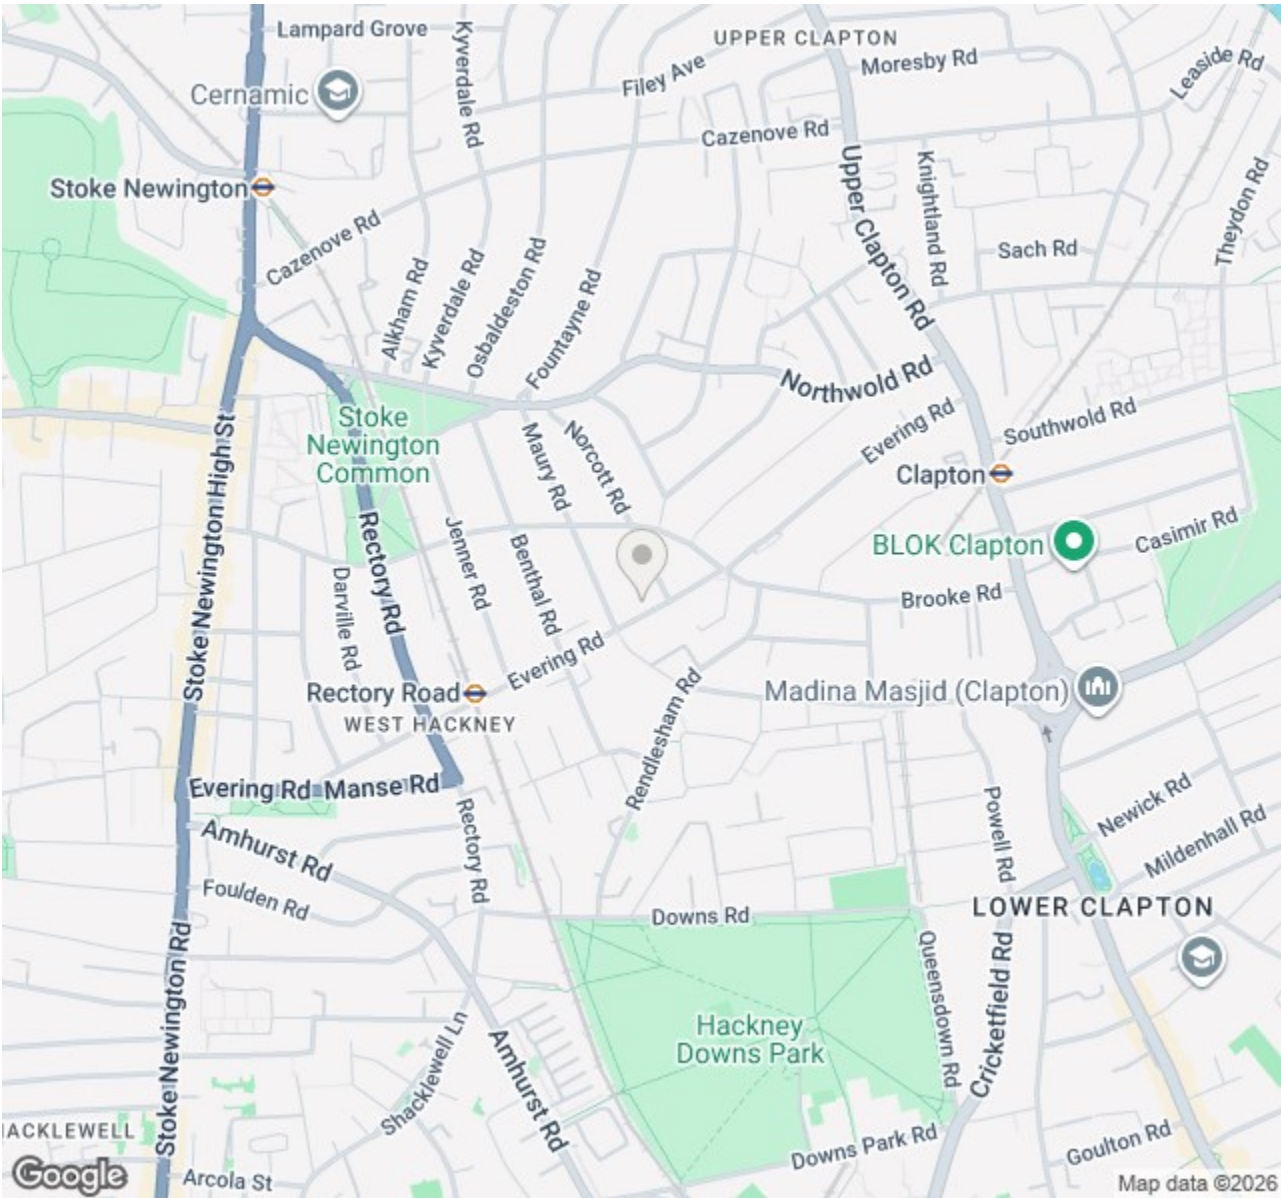 Lampard Grove
Kyverdale Rd
UPPER CLAPTON
Moresby Rd
Leaside Rd
Filey Ave
Cernamic
Cazenove Rd
Stoke Newington
Upper Clapton Rd
Knightland Rd
Theydon Rd
Cazenove Rd
Sach Rd
Alkham Rd
Kyverdale Rd
Osbaldeston Rd
Fountayne Rd
Northwold Rd
Stoke
Newington
Common
Stoke Newington High St
Maury Rd
Norcott Rd
Evering Rd
Southwold Rd
Clapton
Rectory Rd
Jenner Rd
Benthal Rd
BLOK Clapton
Casimir Rd
Darville Rd
Brooke Rd
Evering Rd
Rectory Road
WEST HACKNEY
Rendlesham Rd
Madina Masjid (Clapton)
Evering Rd
Manse Rd
Rectory Rd
Powell Rd
Newick Rd
Mildenhall Rd
Amhurst Rd
Foulden Rd
Downs Rd
LOWER CLAPTON
Stoke Newington Rd
Queensdown Rd
Cricketfield Rd
Hackney
Downs Park
Shacklewell Ln
Amhurst Rd
HACKLEWELL
Downs Park Rd
Goulton Rd
Arcola St
Google
Map data ©2026